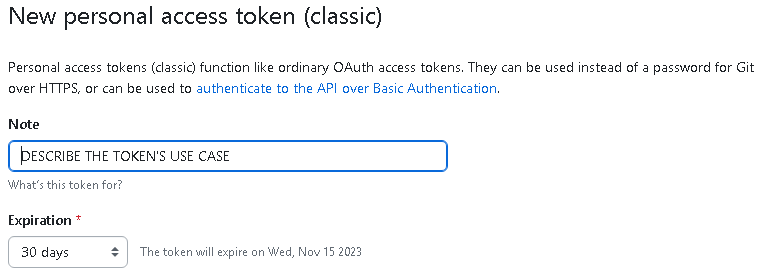 New personal access token (classic)
Personal access tokens (classic) function like ordinary OAuth access tokens. They can be used instead of a password for Git
over HTTPS, or can be used to authenticate to the API over Basic Authentication.
Note
DESCRIBE THE TOKEN'S USE CASE
What's this token for?
Expiration *
30 days The token will expire on Wed, Nov 15 2023